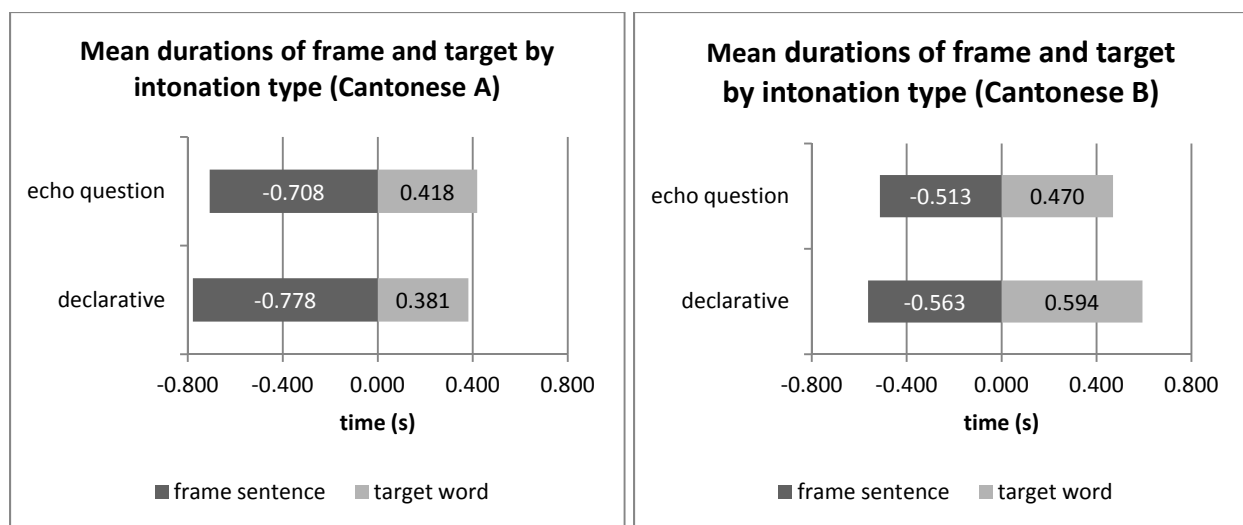 Mean durations of frame and target by
intonation type (Cantonese A)
echo question
-0.708
0.418
declarative
-0.778
0.381
-0.800 -0.400 0.000 0.400 0.800
time (s)
frame sentence target word
Mean durations of frame and target
by intonation type (Cantonese B)
echo question
-0.513
0.470
declarative
-0.563
0.594
-0.800 -0.400 0.000 0.400 0.800
time (s)
frame sentence target word